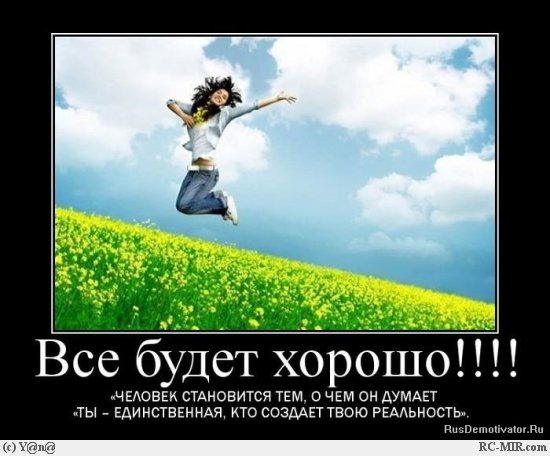 Все будет хорошо!!!!
«ЧЕЛОВЕК СТАНОВИТСЯ ТЕМ, О ЧЕМ ОН ДУМАЕТ
«ТЫ – ЕДИНСТВЕННАЯ, КТО СОЗДАЕТ ТВОЮ РЕАЛЬНОСТЬ».
RusDemotivator.Ru
(c) Y@n@ RC-MIR.com